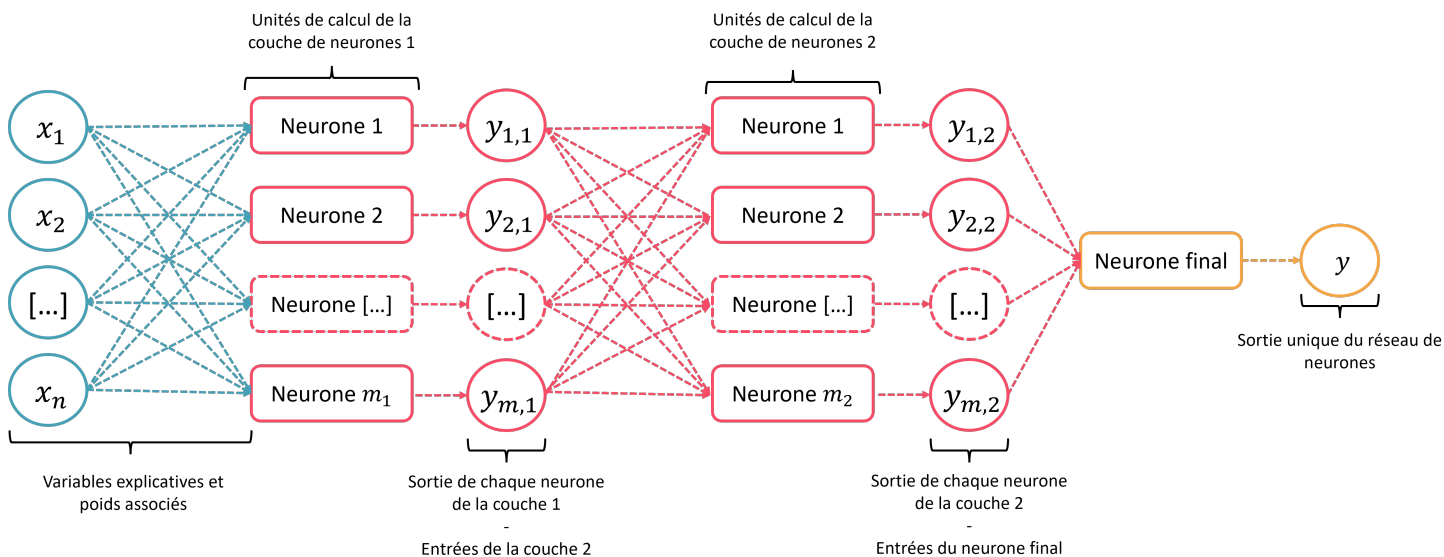 Unités de calcul de la
couche de neurones 1
Unités de calcul de la
couche de neurones 2
x₁
Neurone 1
y₁,₁
Neurone 1
y₁,₂
x₂
Neurone 2
y₂,₁
Neurone 2
y₂,₂
Neurone final
y
[...]
Neurone [...]
[...]
Neurone [...]
[...]
Sortie unique du réseau de
neurones
xₙ
Neurone m₁
yₘ,₁
Neurone m₂
yₘ,₂
Variables explicatives et
poids associés
Sortie de chaque neurone
de la couche 1
-
Entrées de la couche 2
Sortie de chaque neurone
de la couche 2
-
Entrées du neurone final